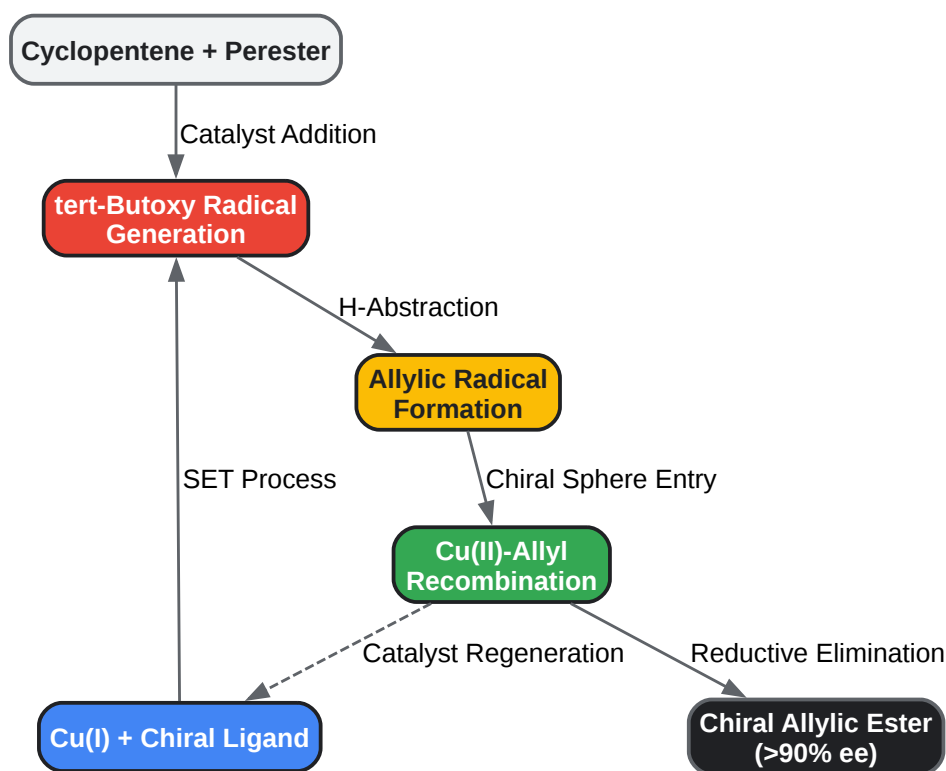 Cyclopentene + Perester
Catalyst Addition
tert-Butoxy Radical
Generation
H-Abstraction
Allylic Radical
Formation
SET Process
Chiral Sphere Entry
Cu(II)-Allyl
Recombination
Catalyst Regeneration
Reductive Elimination
Cu(I) + Chiral Ligand
Chiral Allylic Ester
(>90% ee)